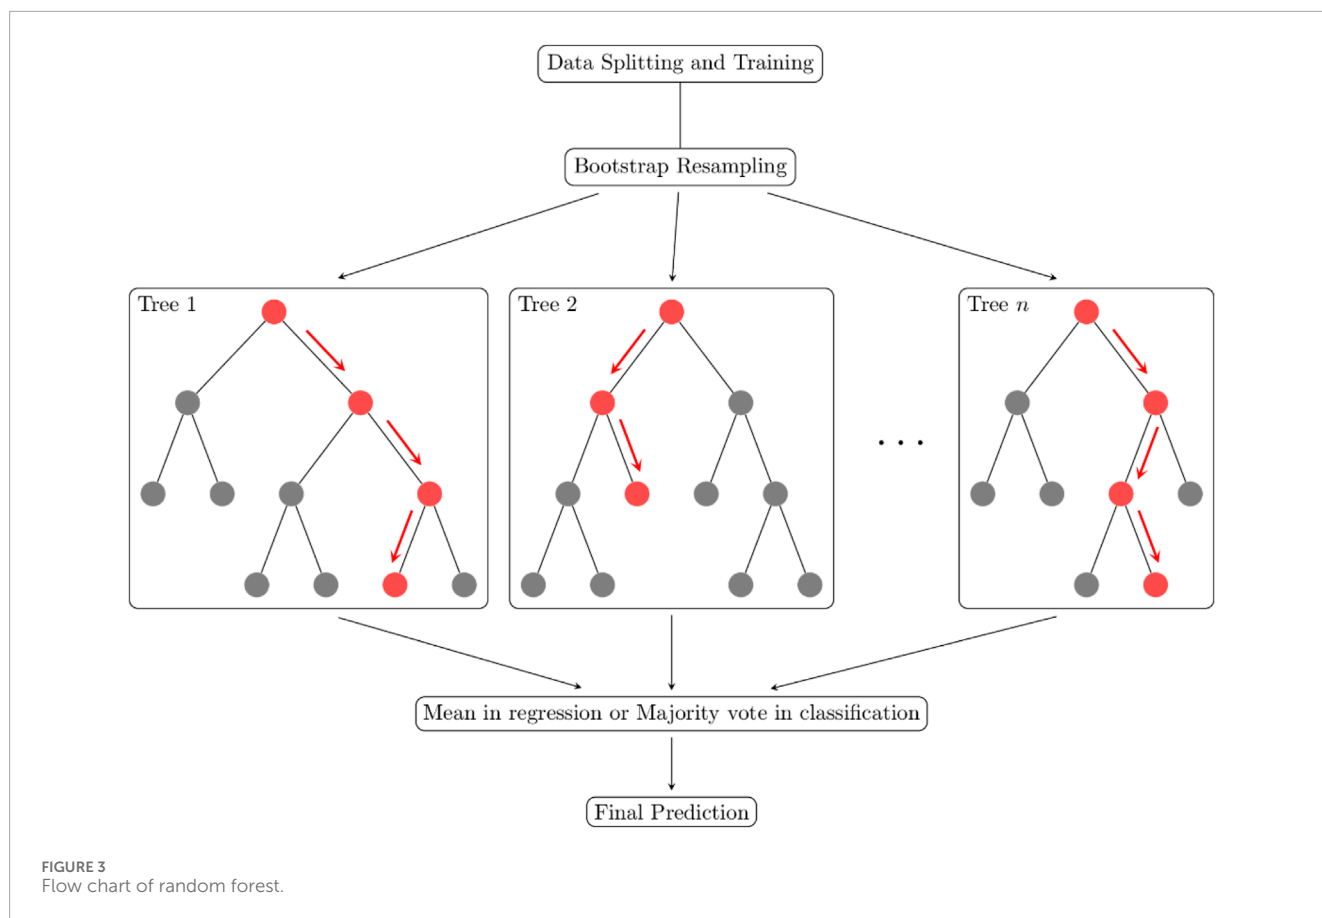 Data Splitting and Training
Bootstrap Resampling
Tree 1
Tree 2
Tree n
. . .
Mean in regression or Majority vote in classification
Final Prediction
FIGURE 3
Flow chart of random forest.